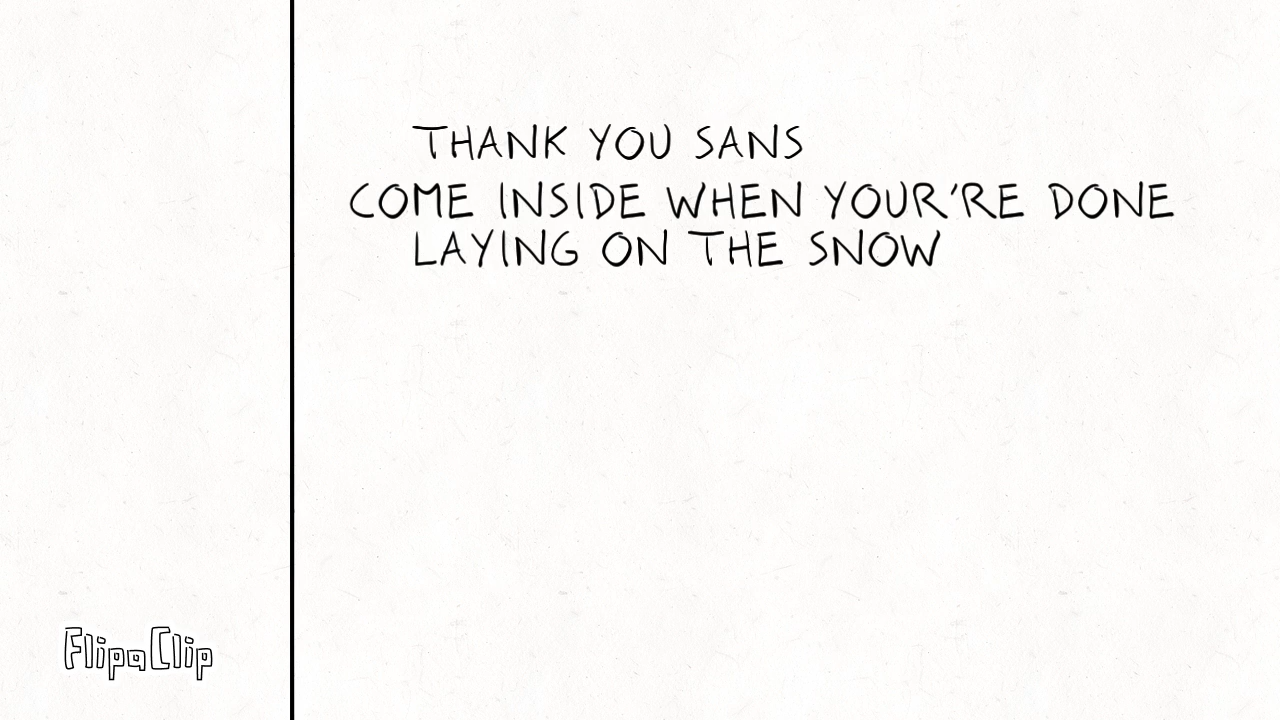 THANK YOU SANS
COME INSIDE WHEN YOUR'RE DONE
LAYING ON THE SNOW
FlipaClip